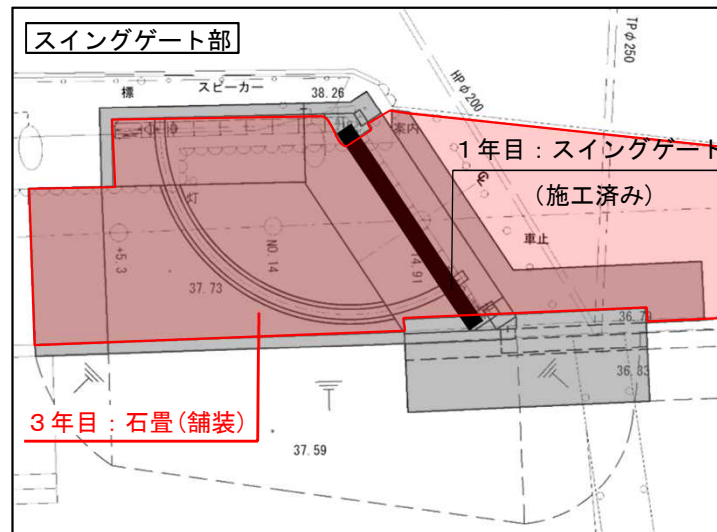 スイングゲート部
標
スピーカー
38.26
HPφ200
TPφ250
案内
1年目：スイングゲート
(施工済み)
灯
車止
+5.3
NO.14
14.91
37.73
36.79
36.33
3年目：石畳(舗装)
37.59